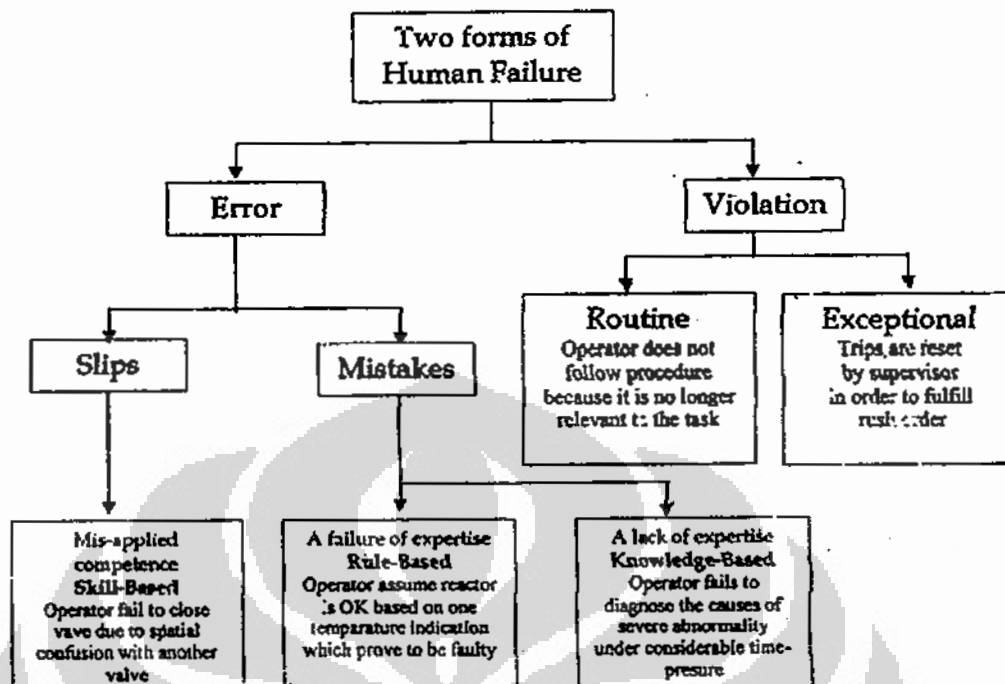 Two forms of
Human Failure
Error
Violation
Routine
Operator does not
follow procedure
because it is no longer
relevant to the task
Exceptional
Trips, are reset
by supervisor
in order to fulfill
rush order
Slips
Mistakes
Mis-applied
competence
Skill-Based
Operator fail to close
vave due to spatial
confusion with another
valve
A failure of expertise
Rule-Based
Operator assume reactor
is OK based on one
temparature indication
which prove to be faulty
A lack of expertise
Knowledge-Based
Operator fails to
diagnose the causes of
severe abnormality
under considerable time-
presure